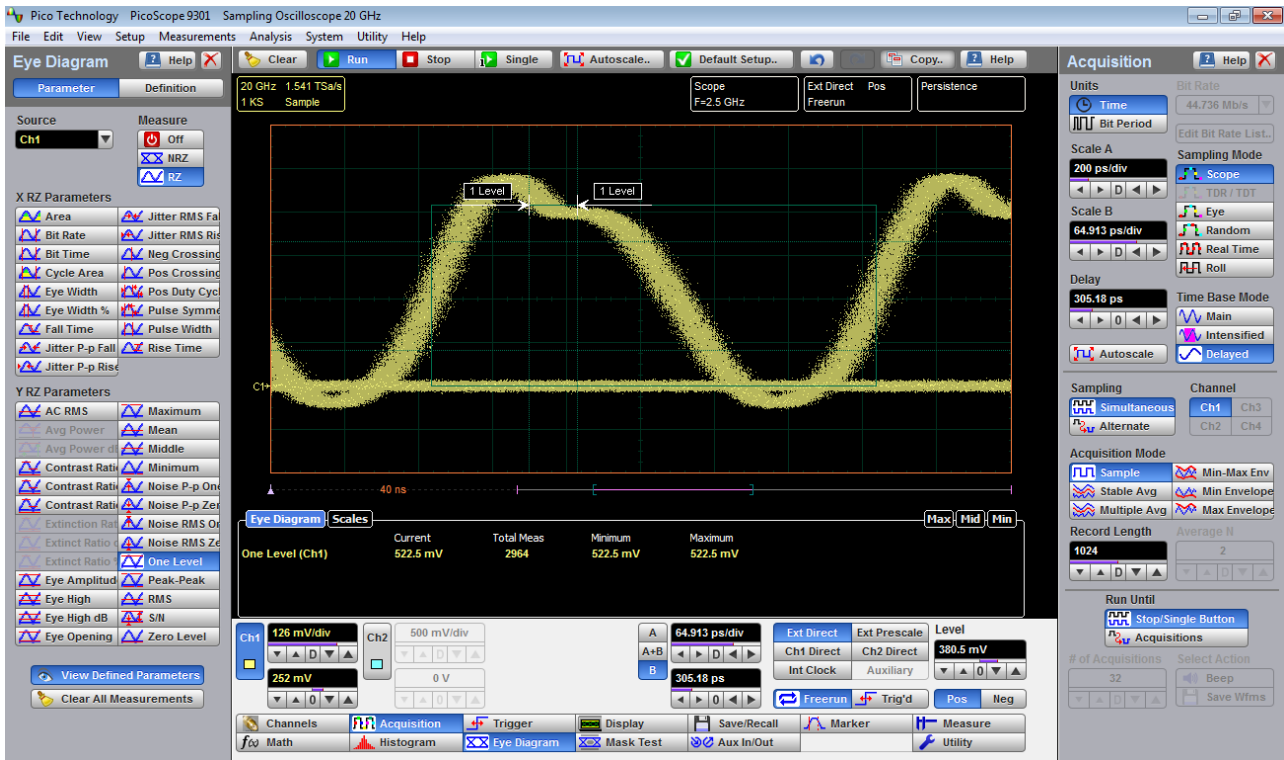 Pico Technology PicoScope 9301 Sampling Oscilloscope 20 GHz
File Edit View Setup Measurements Analysis System Utility Help
Eye Diagram Help
Parameter Definition
Source Measure
Ch1 Off
NRZ
RZ
X RZ Parameters
Area Jitter RMS Fal
Bit Rate Jitter RMS Ris
Bit Time Neg Crossing
Cycle Area Pos Crossing
Eye Width Pos Duty Cycl
Eye Width % Pulse Symme
Fall Time Pulse Width
Jitter P-p Fall Rise Time
Jitter P-p Rise
Y RZ Parameters
AC RMS Maximum
Avg Power Mean
Avg Power dB Middle
Contrast Rati Minimum
Contrast Rati Noise P-p One
Contrast Rati Noise P-p Zer
Extinction Rat Noise RMS On
Extinct Ratio Noise RMS Ze
Extinct Ratio One Level
Eye Amplitud Peak-Peak
Eye High RMS
Eye High dB S/N
Eye Opening Zero Level
View Defined Parameters
Clear All Measurements
Clear Run Stop Single Autoscale.. Default Setup.. Copy.. Help
20 GHz 1.541 TSa/s
1 KS Sample
Scope
F=2.5 GHz
Ext Direct Pos
Freerun
Persistence
1 Level 1 Level
C1
40 ns
Eye Diagram Scales Max Mid Min
Current Total Meas Minimum Maximum
One Level (Ch1) 522.5 mV 2964 522.5 mV 522.5 mV
Ch1 126 mV/div Ch2 500 mV/div
D D
252 mV 0 V
0 0
A 64.913 ps/div
A+B D
B 305.18 ps
0
Ext Direct Ext Prescale Level
Ch1 Direct Ch2 Direct 380.5 mV
Int Clock Auxiliary 0
Freerun Trig'd Pos Neg
Channels Acquisition Trigger Display Save/Recall Marker Measure
f(x) Math Histogram Eye Diagram Mask Test Aux In/Out Utility
Acquisition Help
Units Bit Rate
Time 44.736 Mb/s
Bit Period Edit Bit Rate List..
Scale A Sampling Mode
200 ps/div Scope
D TDR / TDT
Scale B Eye
64.913 ps/div Random
D Real Time
Roll
Delay
305.18 ps Time Base Mode
0 Main
Intensified
Autoscale Delayed
Sampling Channel
Simultaneous Ch1 Ch3
Alternate Ch2 Ch4
Acquisition Mode
Sample Min-Max Env
Stable Avg Min Envelope
Multiple Avg Max Envelope
Record Length Average N
1024 2
D D
Run Until
Stop/Single Button
Acquisitions
# of Acquisitions Select Action
32 Beep
D Save Wfms